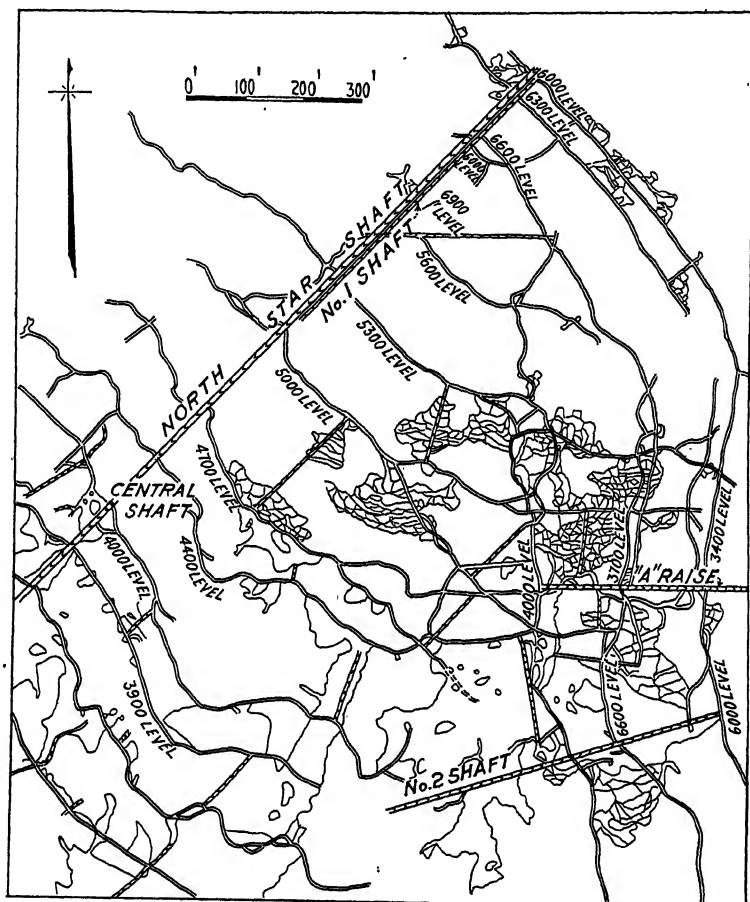 0' 100' 200' 300'
6000 LEVEL
6300 LEVEL
6600 LEVEL
6900 LEVEL
5600 LEVEL
NORTH STAR SHAFT
No.1 SHAFT
5300 LEVEL
5000 LEVEL
4700 LEVEL
CENTRAL SHAFT
4000 LEVEL
4400 LEVEL
3900 LEVEL
4000 LEVEL
3700 LEVEL
3400 LEVEL
"A" RAISE
6600 LEVEL
6000 LEVEL
No.2 SHAFT